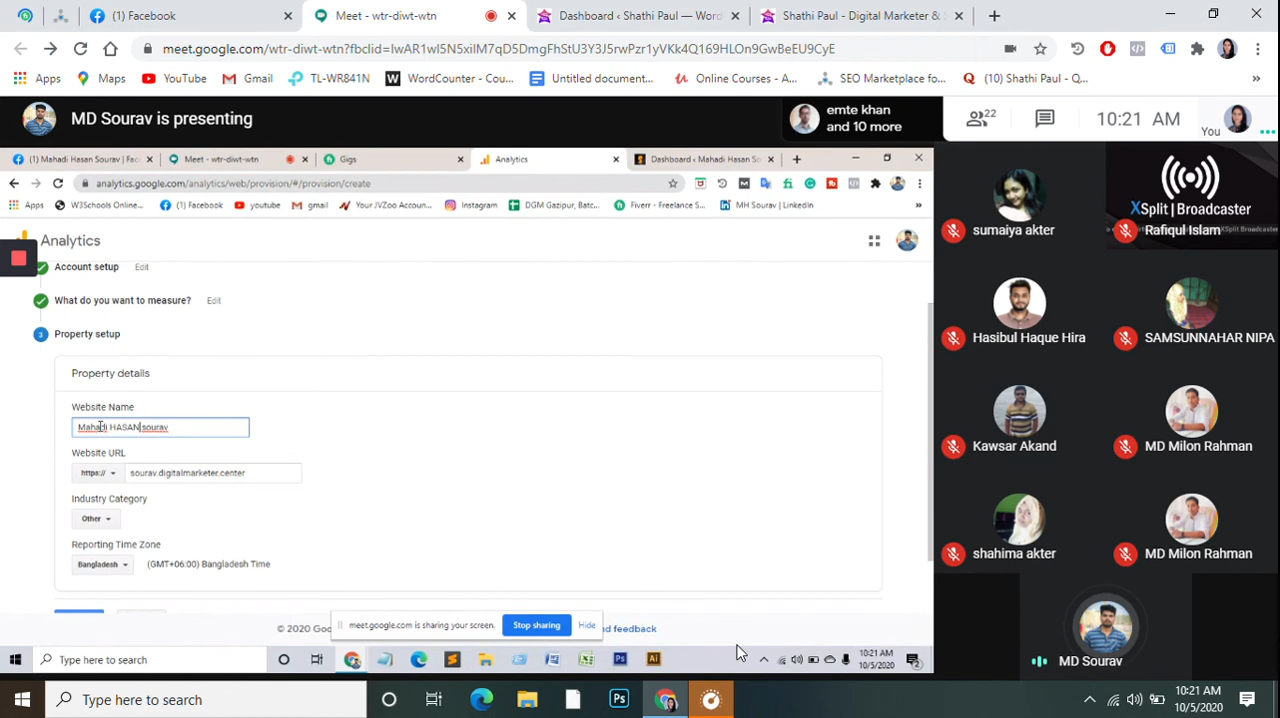 (1) Facebook
Meet - wtr-diwt-wtn
Dashboard ‹ Shathi Paul — Word
Shathi Paul - Digital Marketer &
meet.google.com/wtr-diwt-wtn?fbclid=IwAR1wI5N5xiIM7qD5DmgFhStU3Y3J5rwPzr1yVKk4Q169HLOn9GwBeEU9CyE
Apps
Maps
YouTube
Gmail
TL-WR841N
WordCounter - Cou...
Untitled document...
Online Courses - A...
SEO Marketplace fo...
(10) Shathi Paul - Q...
MD Sourav is presenting
emte khan
and 10 more
22
10:21 AM
You
(1) Mahadi Hasan Sourav | Fac
Meet - wtr-diwt-wtn
Gigs
Analytics
Dashboard ‹ Mahadi Hasan So
analytics.google.com/analytics/web/provision/#/provision/create
Apps
W3Schools Online...
(1) Facebook
youtube
gmail
Your JVZoo Accoun...
Instagram
DGM Gazipur, Batc...
Fiverr - Freelance S...
MH Sourav | LinkedIn
Analytics
Account setup Edit
What do you want to measure? Edit
3 Property setup
Property details
Website Name
Mahadi HASAN sourav
Website URL
https:// sourav.digitalmarketer.center
Industry Category
Other
Reporting Time Zone
Bangladesh (GMT+06:00) Bangladesh Time
© 2020 Goo
meet.google.com is sharing your screen. Stop sharing Hide
nd feedback
Type here to search
10:21 AM
10/5/2020
2
sumaiya akter
XSplit | Broadcaster
Rafiqul Islam
Hasibul Haque Hira
SAMSUNNAHAR NIPA
Kawsar Akand
MD Milon Rahman
shahima akter
MD Milon Rahman
MD Sourav
Type here to search
10:21 AM
10/5/2020